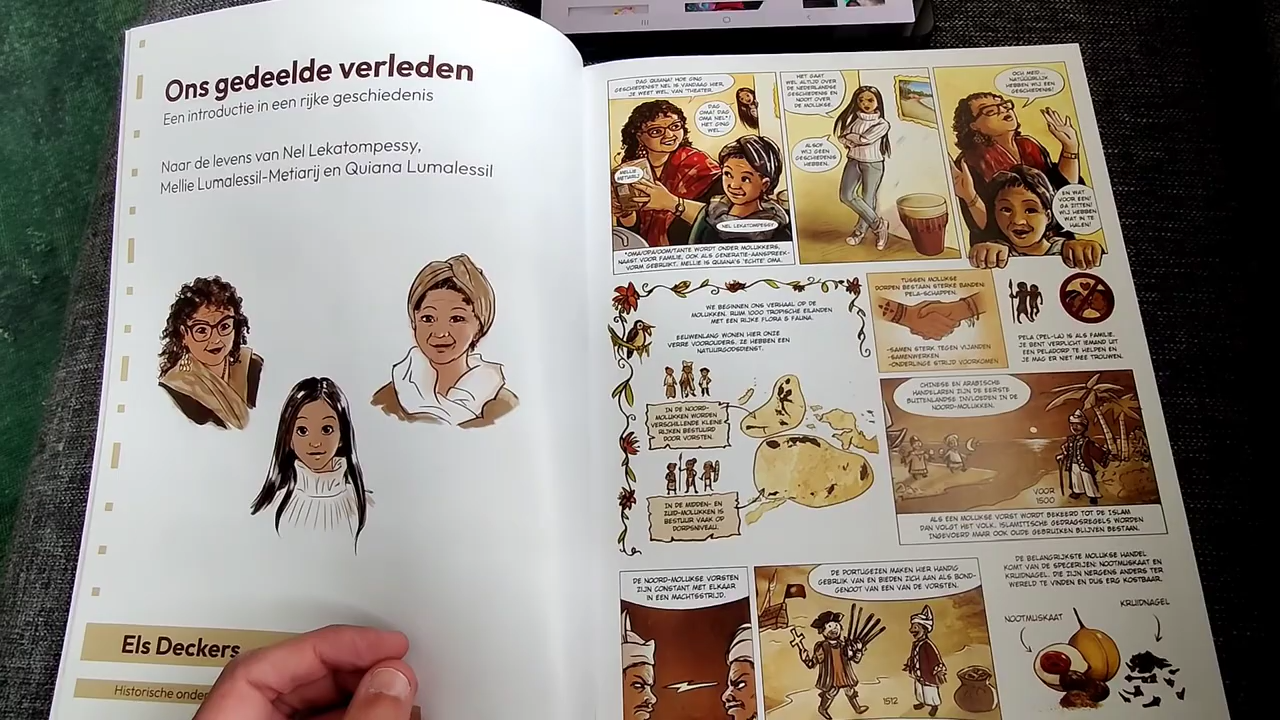 Ons gedeelde verleden
Een introductie in een rijke geschiedenis
Naar de levens van Nel Lekatompessy,
Mellie Lumalessil-Metiarij en Quiana Lumalessil
Els Deckers
Historische onder
DAG QUIANA! HOE GING
GESCHIEDENIS? NEL IS VANDAAG HIER,
JE WEET WEL, VAN 'THEATER.
DAG
OMA! DAG
OMA NEL*!
HET GING
WEL...
MELLIE
METIARIJ
NEL LEKATOMPESSY
*OMA/OPA/OOM/TANTE WORDT ONDER MOLUKKERS,
NAAST VOOR FAMILIE, OOK ALS GENERATIE-AANSPREEK-
VORM GEBRUIKT. MELLIE IS QUIANA'S 'ECHTE' OMA.
HET GAAT
WEL ALTIJD OVER
DE NEDERLANDSE
GESCHIEDENIS EN
NOOIT OVER
DE MOLUKSE.
ALSOF
WIJ GEEN
GESCHIEDENIS
HEBBEN.
OCH MEID...
NATUÚÚRLIJK
HEBBEN WIJ EEN
GESCHIEDENIS!
EN WAT
VOOR EEN!
GA ZITTEN!
WIJ HEBBEN
WAT IN TE
HALEN!
WE BEGINNEN ONS VERHAAL OP DE
MOLUKKEN. RUIM 1000 TROPISCHE EILANDEN
MET EEN RIJKE FLORA & FAUNA.
EEUWENLANG WONEN HIER ONZE
VERRE VOOROUDERS. ZE HEBBEN EEN
NATUURGODSDIENST.
IN DE NOORD-
MOLUKKEN WORDEN
VERSCHILLENDE KLEINE
RIJKEN BESTUURD
DOOR VORSTEN.
IN DE MIDDEN- EN
ZUID-MOLUKKEN IS
BESTUUR VAAK OP
DORPSNIVEAU.
TUSSEN MOLUKSE
DORPEN BESTAAN STERKE BANDEN:
PELA-SCHAPPEN.
-SAMEN STERK TEGEN VIJANDEN
-SAMENWERKEN
-ONDERLINGE STRIJD VOORKOMEN
PELA (PEL-LA) IS ALS FAMILIE.
JE BENT VERPLICHT IEMAND UIT
EEN PELADORP TE HELPEN EN
JE MAG ER NIET MEE TROUWEN.
CHINESE EN ARABISCHE
HANDELAREN ZIJN DE EERSTE
BUITENLANDSE INVLOEDEN IN DE
NOORD-MOLUKKEN.
VOOR
1500
ALS EEN MOLUKSE VORST WORDT BEKEERD TOT DE ISLAM
DAN VOLGT HET VOLK. ISLAMITISCHE GEDRAGSREGELS WORDEN
INGEVOERD MAAR OOK OUDE GEBRUIKEN BLIJVEN BESTAAN.
DE NOORD-MOLUKSE VORSTEN
ZIJN CONSTANT MET ELKAAR
IN EEN MACHTSSTRIJD.
DE PORTUGEZEN MAKEN HIER HANDIG
GEBRUIK VAN EN BIEDEN ZICH AAN ALS BOND-
GENOOT VAN EEN VAN DE VORSTEN.
1512
DE BELANGRIJKSTE MOLUKSE HANDEL
KOMT VAN DE SPECERIJEN: NOOTMUSKAAT EN
KRUIDNAGEL. DIE ZIJN NERGENS ANDERS TER
WERELD TE VINDEN EN DUS ERG KOSTBAAR.
NOOTMUSKAAT
KRUIDNAGEL